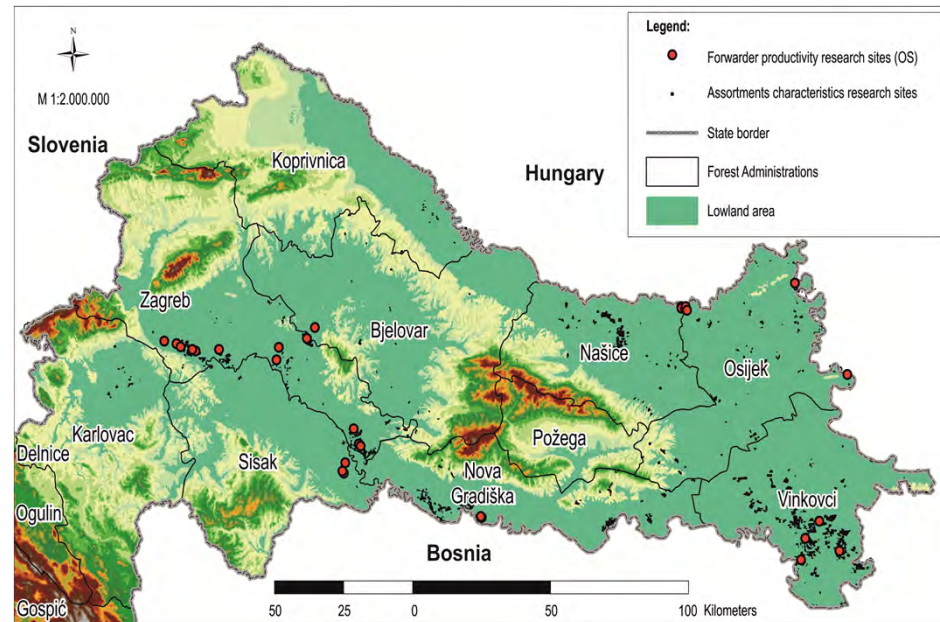 N
M 1:2.000.000
Legend:
Forwarder productivity research sites (OS)
Assortments characteristics research sites
State border
Forest Administrations
Lowland area
Slovenia
Koprivnica
Hungary
Zagreb
Bjelovar
Našice
Osijek
Karlovac
Delnice
Sisak
Požega
Nova
Gradiška
Vinkovci
Ogulin
Bosnia
Gospić
50 25 0 50 100 Kilometers